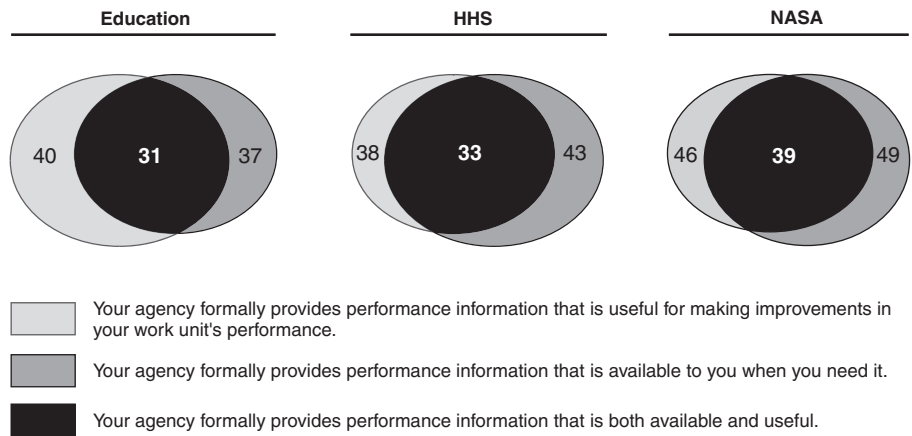 Education
HHS
NASA
40 31 37
38 33 43
46 39 49
Your agency formally provides performance information that is useful for making improvements in
your work unit's performance.
Your agency formally provides performance information that is available to you when you need it.
Your agency formally provides performance information that is both available and useful.